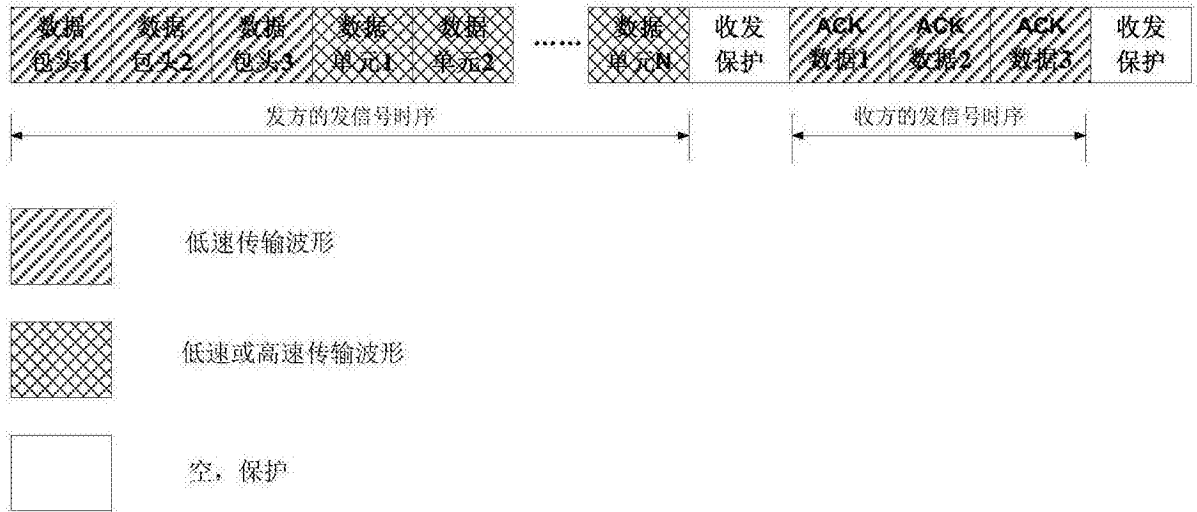 数据 数据 数据 数据 数据 …… 数据 收发 ACK ACK ACK 收发
包头1 包头2 包头3 单元1 单元2 单元N 保护 数据1 数据2 数据3 保护
发方的发信号时序 收方的发信号时序
低速传输波形
低速或高速传输波形
空，保护